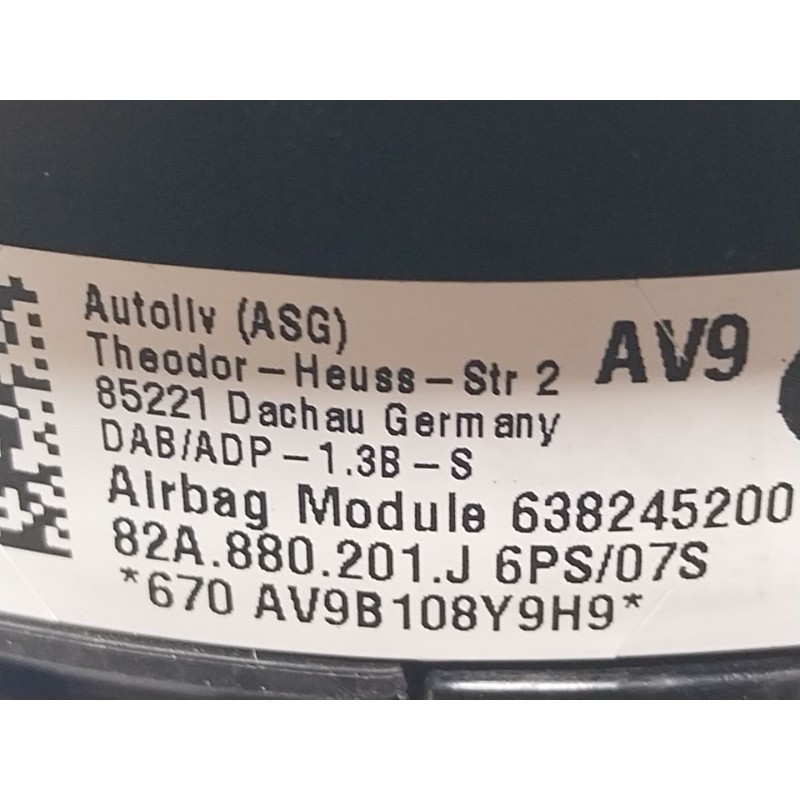 Autoliv (ASG)
AV9
Theodor-Heuss-Str 2
85221 Dachau Germany
DAB/ADP-1.3B-S
Airbag Module 638245200
82A.880.201.J 6PS/07S
*670 AV9B108Y9H9*